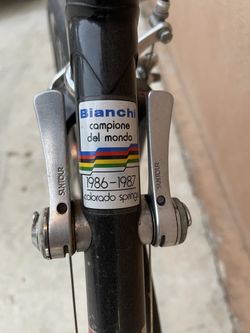 Bianchi
campione
del mondo
1986-1987
colorado springs
SUNTOUR
SUNTOUR